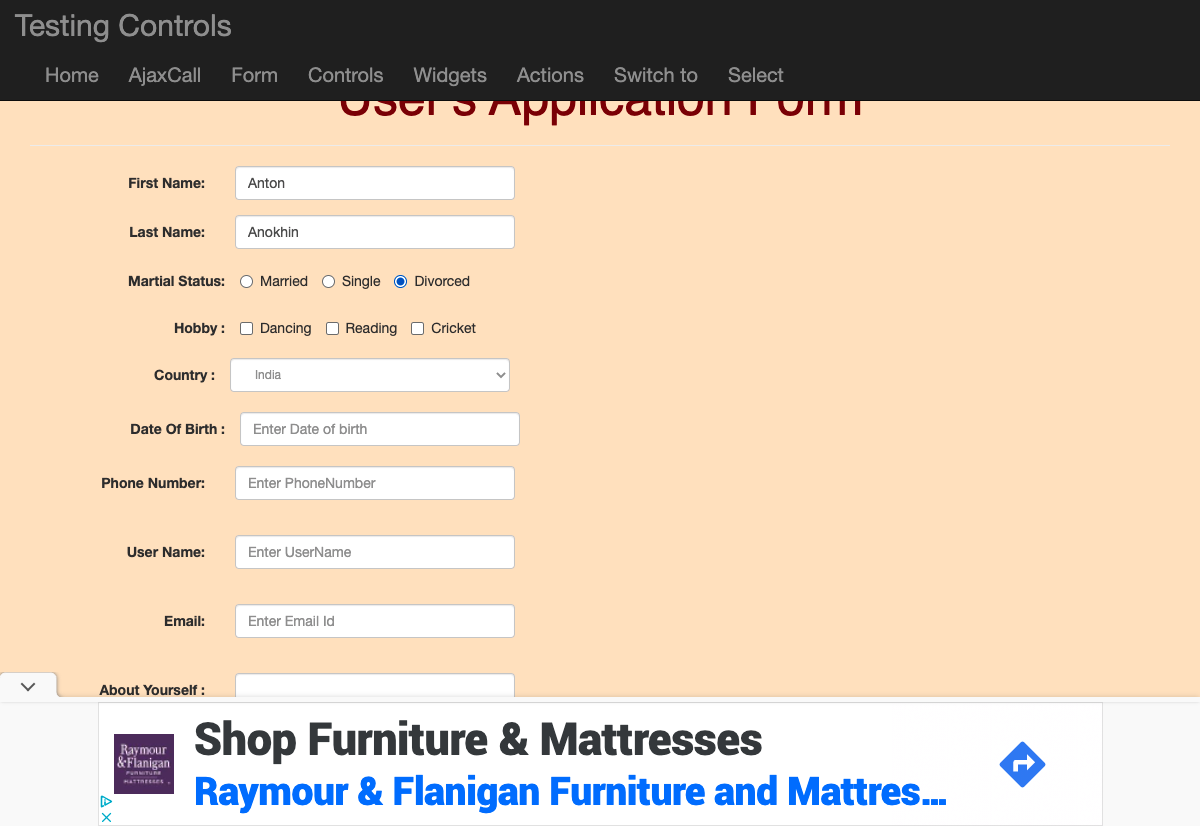 Testing Controls
Home AjaxCall Form Controls Widgets Actions Switch to Select
User's Application Form
First Name: Anton
Last Name: Anokhin
Martial Status: Married Single Divorced
Hobby : Dancing Reading Cricket
Country : India
Date Of Birth : Enter Date of birth
Phone Number: Enter PhoneNumber
User Name: Enter UserName
Email: Enter Email Id
About Yourself :
Shop Furniture & Mattresses
Raymour
&Flanigan
FURNITURE
MATTRESSES
Raymour & Flanigan Furniture and Mattres...